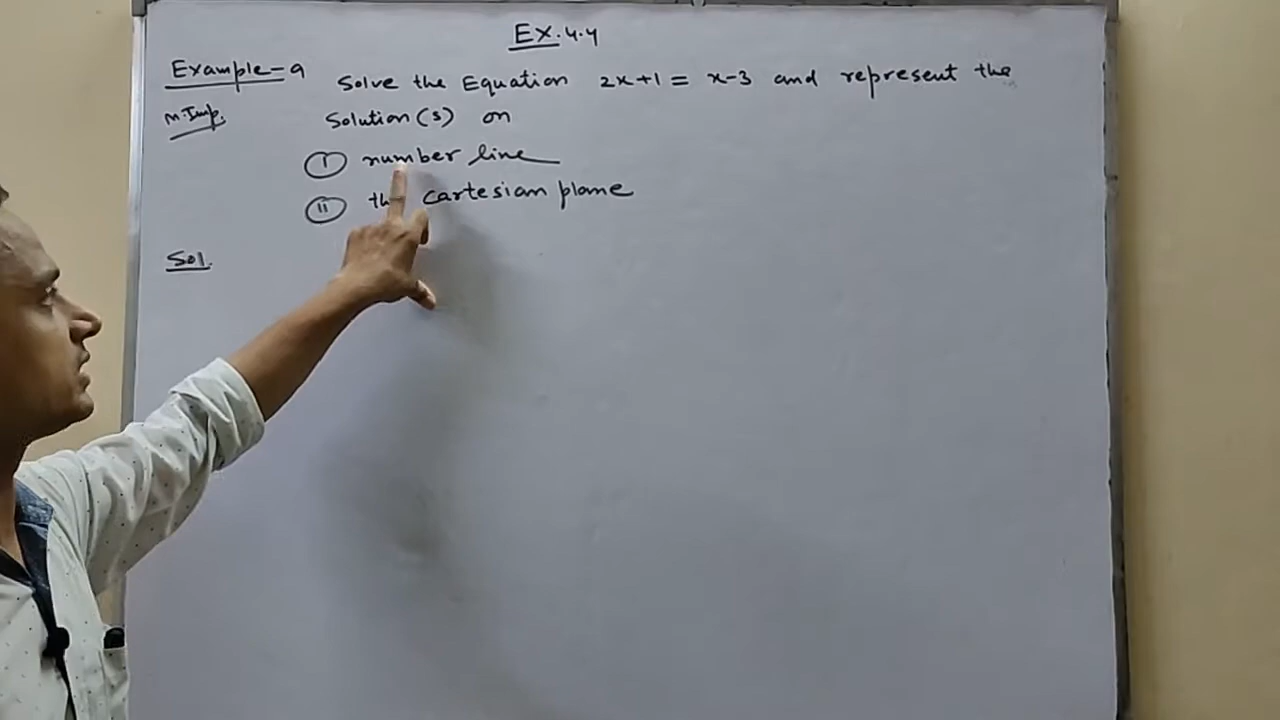 Ex. 4.4
Example-9 Solve the Equation 2x+1 = x-3 and represent the
M.Imp. Solution(s) on
(i) number line
(ii) the cartesian plane
Sol.